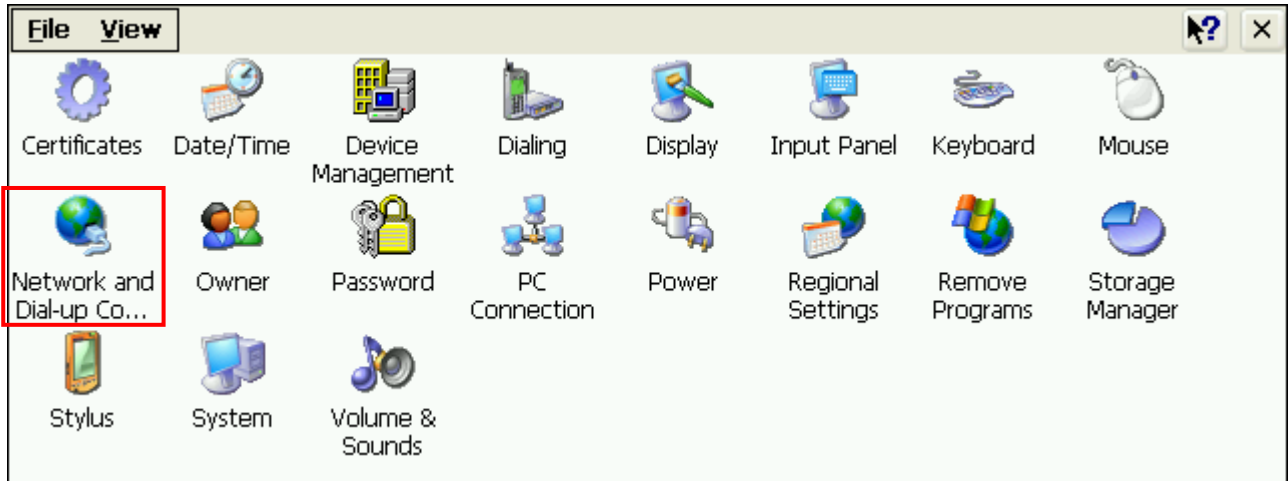 File View
Certificates Date/Time Device Management Dialing Display Input Panel Keyboard Mouse
Network and Dial-up Co... Owner Password PC Connection Power Regional Settings Remove Programs Storage Manager
Stylus System Volume & Sounds